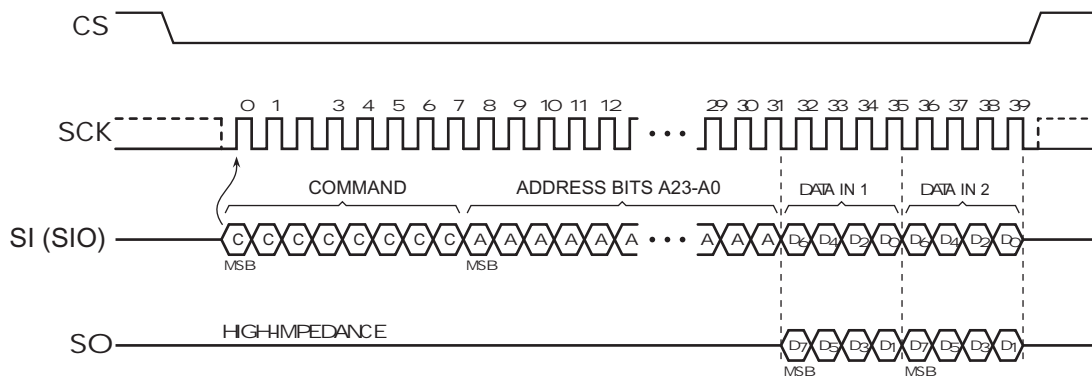 CS
0 1 3 4 5 6 7 8 9 10 11 12 29 30 31 32 33 34 35 36 37 38 39
SCK
COMMAND ADDRESS BITS A23-A0 DATA IN 1 DATA IN 2
SI (SIO) C C C C C C C C A A A A A A A A A D6 D4 D2 D0 D6 D4 D2 D0
MSB MSB
HIGH-IMPEDANCE
SO D7 D5 D3 D1 D7 D5 D3 D1
MSB MSB